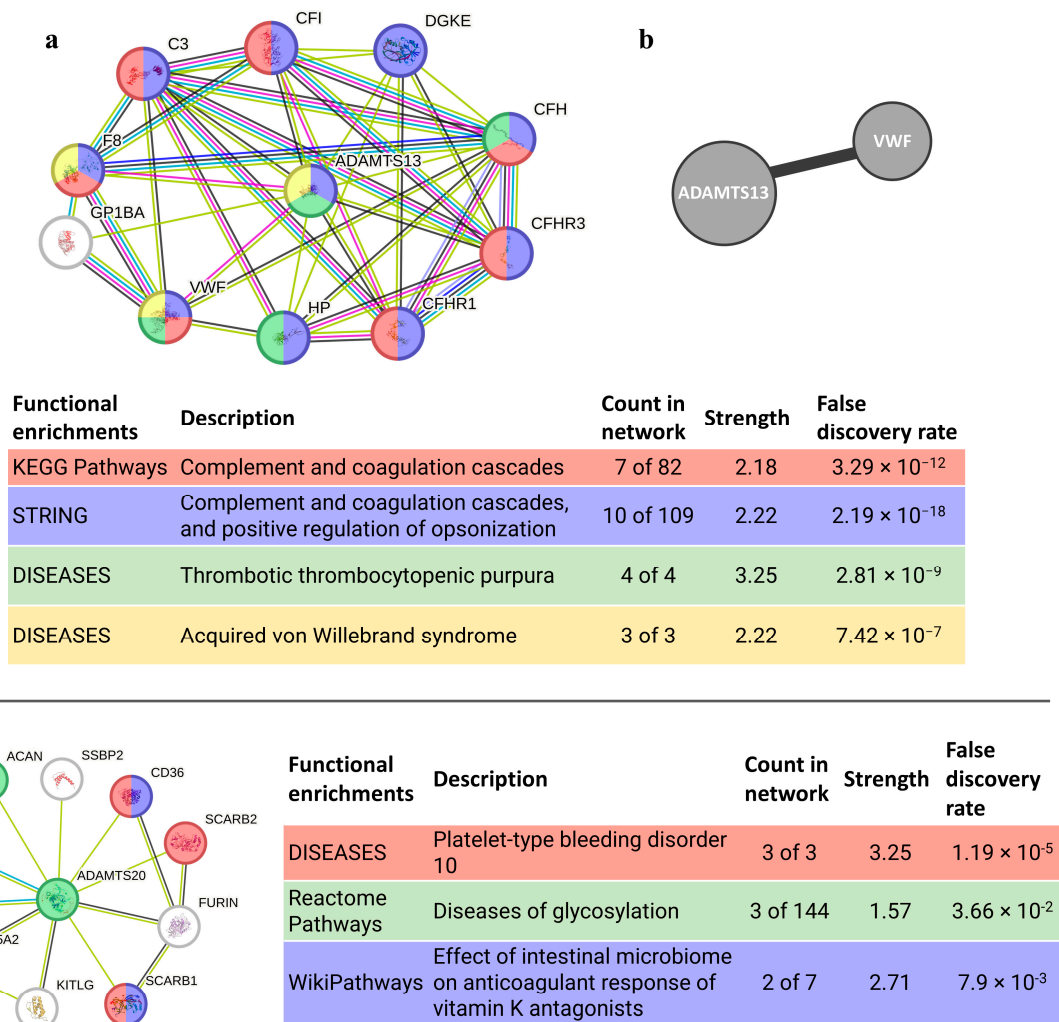 a
b
CFI
DGKE
C3
CFH
F8
ADAMTS13
GP1BA
CFHR3
VWF
HP
CFHR1
VWF
ADAMTS13
Functional enrichments
Description
Count in network
Strength
False discovery rate
KEGG Pathways Complement and coagulation cascades 7 of 82 2.18 3.29 × 10⁻¹²
Complement and coagulation cascades,
STRING 10 of 109 2.22 2.19 × 10⁻¹⁸
and positive regulation of opsonization
DISEASES Thrombotic thrombocytopenic purpura 4 of 4 3.25 2.81 × 10⁻⁹
DISEASES Acquired von Willebrand syndrome 3 of 3 2.22 7.42 × 10⁻⁷
ACAN
SSBP2
CD36
SCARB2
ADAMTS20
FURIN
5A2
KITLG
SCARB1
Functional enrichments
Description
Count in network
Strength
False discovery rate
Platelet-type bleeding disorder
DISEASES 3 of 3 3.25 1.19 × 10⁻⁵
10
Reactome
Pathways
Diseases of glycosylation 3 of 144 1.57 3.66 × 10⁻²
Effect of intestinal microbiome
WikiPathways on anticoagulant response of 2 of 7 2.71 7.9 × 10⁻³
vitamin K antagonists